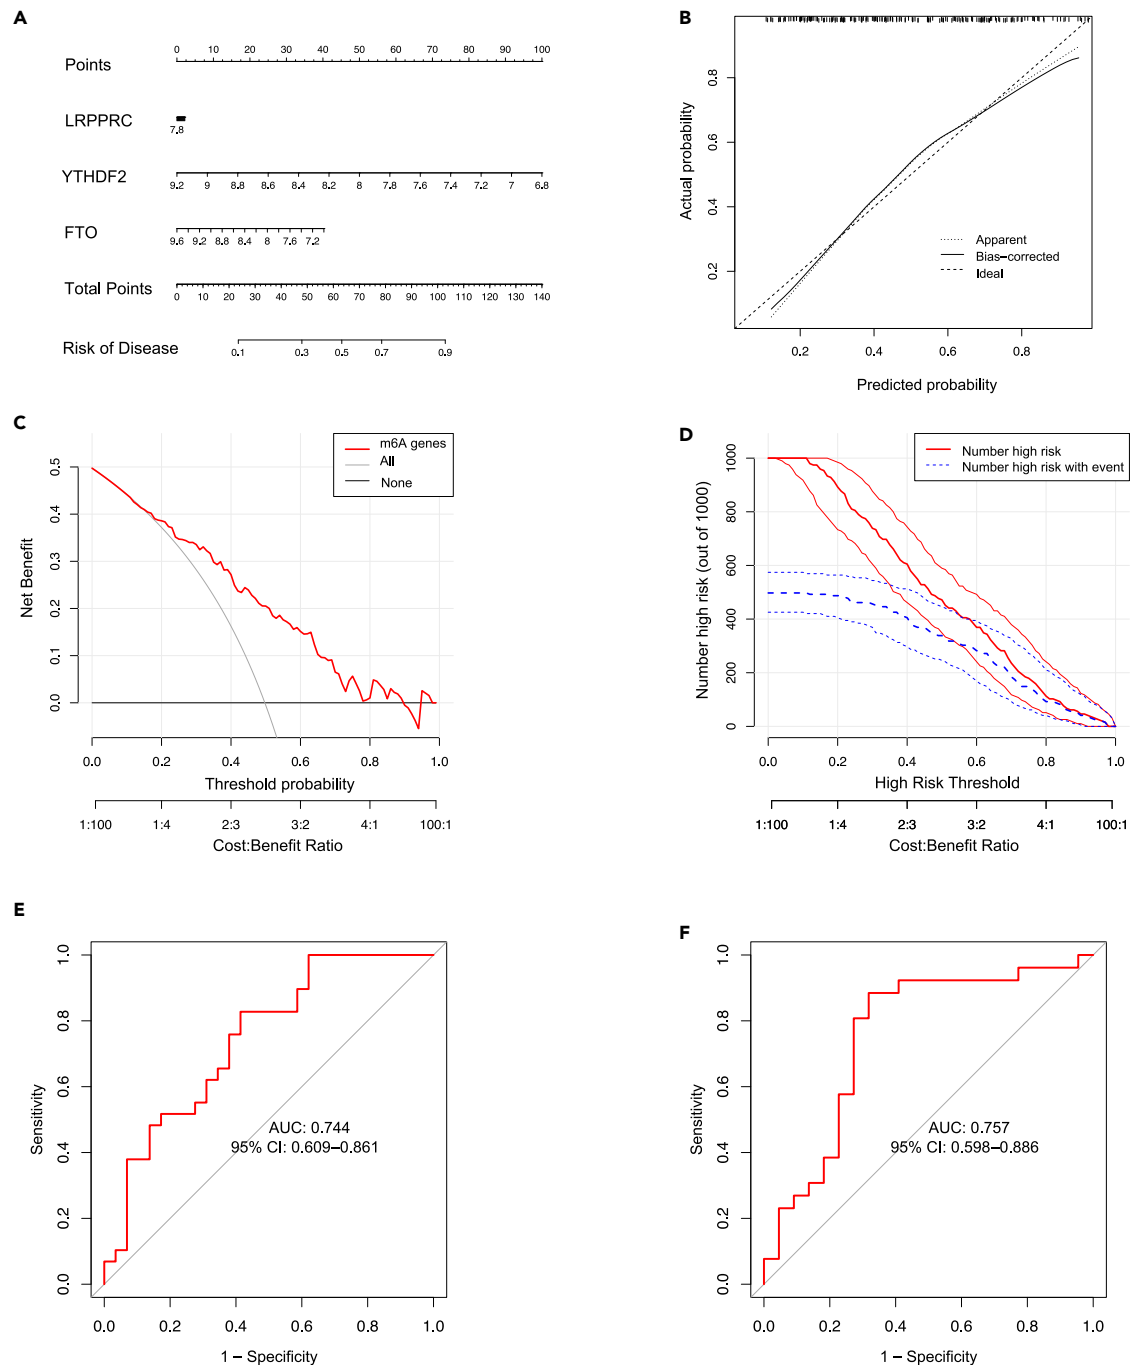 A
Points
0 10 20 30 40 50 60 70 80 90 100
LRPPRC
7.8
YTHDF2
9.2 9 8.8 8.6 8.4 8.2 8 7.8 7.6 7.4 7.2 7 6.8
FTO
9.6 9.2 8.8 8.4 8 7.6 7.2
Total Points
0 10 20 30 40 50 60 70 80 90 100 110 120 130 140
Risk of Disease
0.1 0.3 0.5 0.7 0.9
B
Actual probability
0.2 0.4 0.6 0.8
Apparent
Bias−corrected
Ideal
0.2 0.4 0.6 0.8
Predicted probability
C
m6A genes
All
None
Net Benefit
0.0 0.1 0.2 0.3 0.4 0.5
0.0 0.2 0.4 0.6 0.8 1.0
Threshold probability
1:100 1:4 2:3 3:2 4:1 100:1
Cost:Benefit Ratio
D
Number high risk
Number high risk with event
Number high risk (out of 1000)
0 200 400 600 800 1000
0.0 0.2 0.4 0.6 0.8 1.0
High Risk Threshold
1:100 1:4 2:3 3:2 4:1 100:1
Cost:Benefit Ratio
E
Sensitivity
0.0 0.2 0.4 0.6 0.8 1.0
AUC: 0.744
95% CI: 0.609−0.861
0.0 0.2 0.4 0.6 0.8 1.0
1 − Specificity
F
Sensitivity
0.0 0.2 0.4 0.6 0.8 1.0
AUC: 0.757
95% CI: 0.598−0.886
0.0 0.2 0.4 0.6 0.8 1.0
1 − Specificity